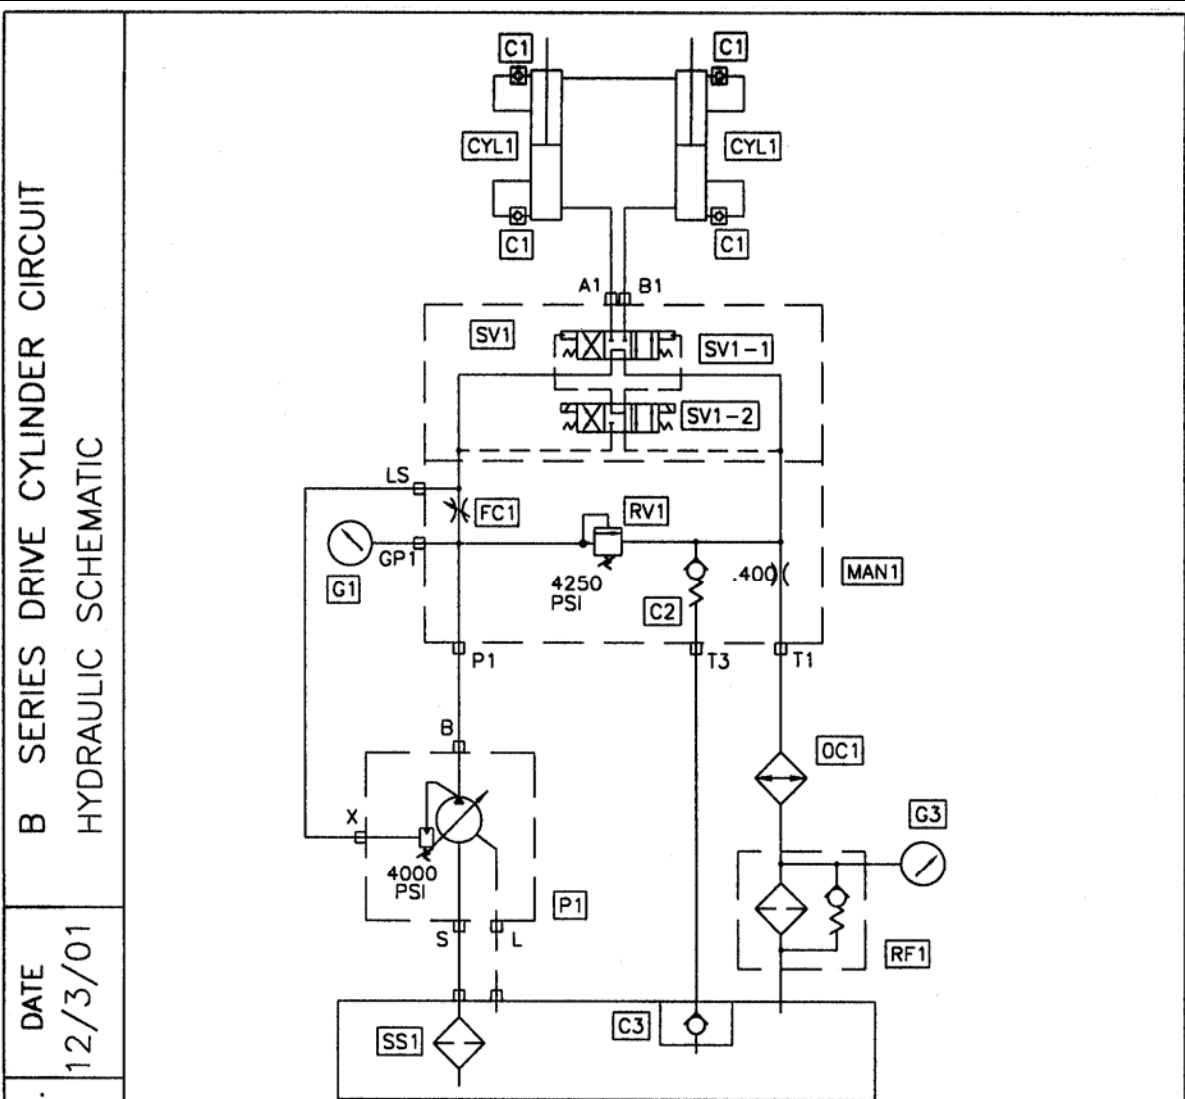 B SERIES DRIVE CYLINDER CIRCUIT
HYDRAULIC SCHEMATIC
DATE
12/3/01
C1
C1
CYL1
CYL1
C1
C1
A1
B1
SV1
SV1-1
SV1-2
LS
FC1
RV1
GP1
G1
4250
PSI
.400
MAN1
C2
P1
T3
T1
B
OC1
X
G3
4000
PSI
P1
S
L
RF1
C3
SS1